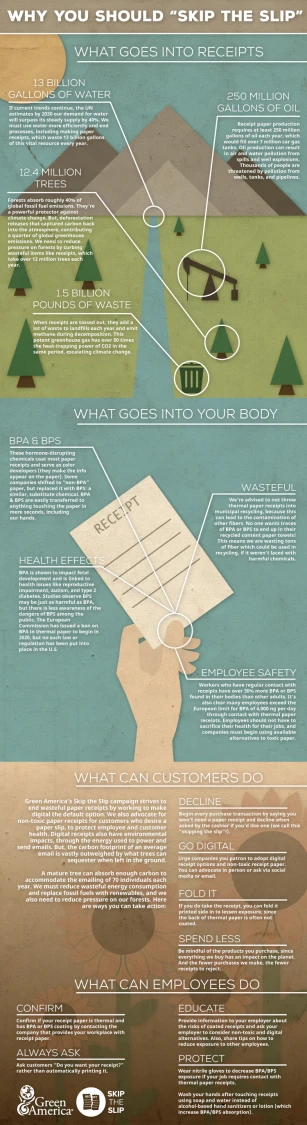 WHY YOU SHOULD "SKIP THE SLIP"
WHAT GOES INTO RECEIPTS
13 BILLION
GALLONS OF WATER
If current trends continue, the UN
estimates by 2030 our demand for water
will surpass its steady supply by 40%. We
must use water more efficiently and end
processes, including making paper
receipts, which waste 13 billion gallons
of this vital resource every year.
250 MILLION
GALLONS OF OIL
Receipt paper production
requires at least 250 million
gallons of oil each year, which
would fill over 7 million car gas
tanks. Oil production can result
in air and water pollution from
spills and well explosions.
Thousands of people are
threatened by pollution from
wells, tanks, and pipelines.
12.4 MILLION
TREES
Forests absorb roughly 40% of
global fossil fuel emissions. They're
a powerful protector against
climate change. But, deforestation
releases that captured carbon back
into the atmosphere, contributing
a quarter of global greenhouse
emissions. We need to reduce
pressure on forests by curbing
wasteful items like receipts, which
take over 12 million trees each
year.
1.5 BILLION
POUNDS OF WASTE
When receipts are tossed out, they add a
lot of waste to landfills each year and emit
methane during decomposition. This
potent greenhouse gas has over 80 times
the heat-trapping power of CO2 in the
same period, escalating climate change.
WHAT GOES INTO YOUR BODY
BPA & BPS
These hormone-disrupting
chemicals coat most paper
receipts and serve as color
developers (they make the info
appear on the paper). Some
companies shifted to "non-BPA"
paper, but replaced it with BPS: a
similar, substitute chemical. BPA
& BPS are easily transferred to
anything touching the paper in
mere seconds, including
our hands.
RECEIPT
WASTEFUL
We're advised to not throw
thermal paper receipts into
municipal recycling, because this
can lead to the contamination of
other fibers. No one wants traces
of BPA or BPS to end up in their
recycled content paper towels!
This means we are wasting tons
of fiber which could be used in
recycling, if it weren't laced with
harmful chemicals.
HEALTH EFFECTS
BPA is shown to impact fetal
development and is linked to
health issues like reproductive
impairment, autism, and type 2
diabetes. Studies observe BPS
may be just as harmful as BPA,
but there is less awareness of the
dangers of BPS among the
public. The European
Commission has issued a ban on
BPA in thermal paper to begin in
2020, but no such law or
regulation has been put into
place in the U.S.
EMPLOYEE SAFETY
Workers who have regular contact with
receipts have over 30% more BPA or BPS
found in their bodies than other adults. It's
also clear many employees exceed the
European limit for BPA of 4,000 ng per day
through contact with thermal paper
receipts. Employees should not have to
sacrifice their health for their jobs, and
companies must begin using available
alternatives to toxic paper.
WHAT CAN CUSTOMERS DO
Green America's Skip the Slip campaign strives to
end wasteful paper receipts by working to make
digital the default option. We also advocate for
non-toxic paper receipts for customers who desire a
paper slip, to protect employee and customer
health. Digital receipts also have environmental
impacts, through the energy used to power and
send emails. But, the carbon footprint of an average
email is vastly outweighed by what trees can
sequester when left in the ground.
A mature tree can absorb enough carbon to
accommodate the emailing of 70 individuals each
year. We must reduce wasteful energy consumption
and replace fossil fuels with renewables, and we
also need to reduce pressure on our forests. Here
are ways you can take action:
DECLINE
Begin every purchase transaction by saying you
won't need a paper receipt and decline when
asked by the cashier if you'd like one (we call this
"skipping the slip"!).
GO DIGITAL
Urge companies you patron to adopt digital
receipt options and non-toxic receipt paper.
You can advocate in person or ask via social
media or email.
FOLD IT
If you do take the receipt, you can fold it
printed side in to lessen exposure, since
the back of thermal paper is often not
coated.
SPEND LESS
Be mindful of the products you purchase, since
everything we buy has an impact on the planet.
And the fewer purchases we make, the fewer
receipts to reject.
WHAT CAN EMPLOYEES DO
CONFIRM
Confirm if your receipt paper is thermal and
has BPA or BPS coating by contacting the
company that provides your workplace with
receipt paper.
ALWAYS ASK
Ask customers "Do you want your receipt?"
rather than automatically printing it.
EDUCATE
Provide information to your employer about
the risks of coated receipts and ask your
employer to consider non-toxic and digital
alternatives. Also, share tips on how to
reduce exposure to other employees.
PROTECT
Wear nitrile gloves to decrease BPA/BPS
exposure if your job requires contact with
thermal paper receipts.
Wash your hands after touching receipts
using soap and water instead of
alcohol-based hand sanitizers or lotion (which
increase BPA/BPS absorption).
Green
America
SKIP
THE
SLIP